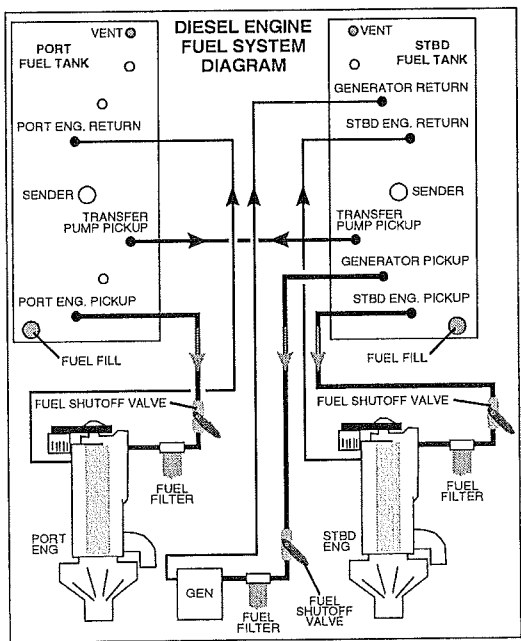 DIESEL ENGINE
FUEL SYSTEM
DIAGRAM
VENT
PORT
FUEL TANK
PORT ENG. RETURN
SENDER
TRANSFER
PUMP PICKUP
PORT ENG. PICKUP
FUEL FILL
VENT
STBD
FUEL TANK
GENERATOR RETURN
STBD ENG. RETURN
SENDER
TRANSFER
PUMP PICKUP
GENERATOR PICKUP
STBD ENG. PICKUP
FUEL FILL
FUEL SHUTOFF VALVE
FUEL
FILTER
PORT
ENG
FUEL SHUTOFF VALVE
FUEL
FILTER
STBD
ENG
GEN
FUEL
FILTER
FUEL
SHUTOFF
VALVE